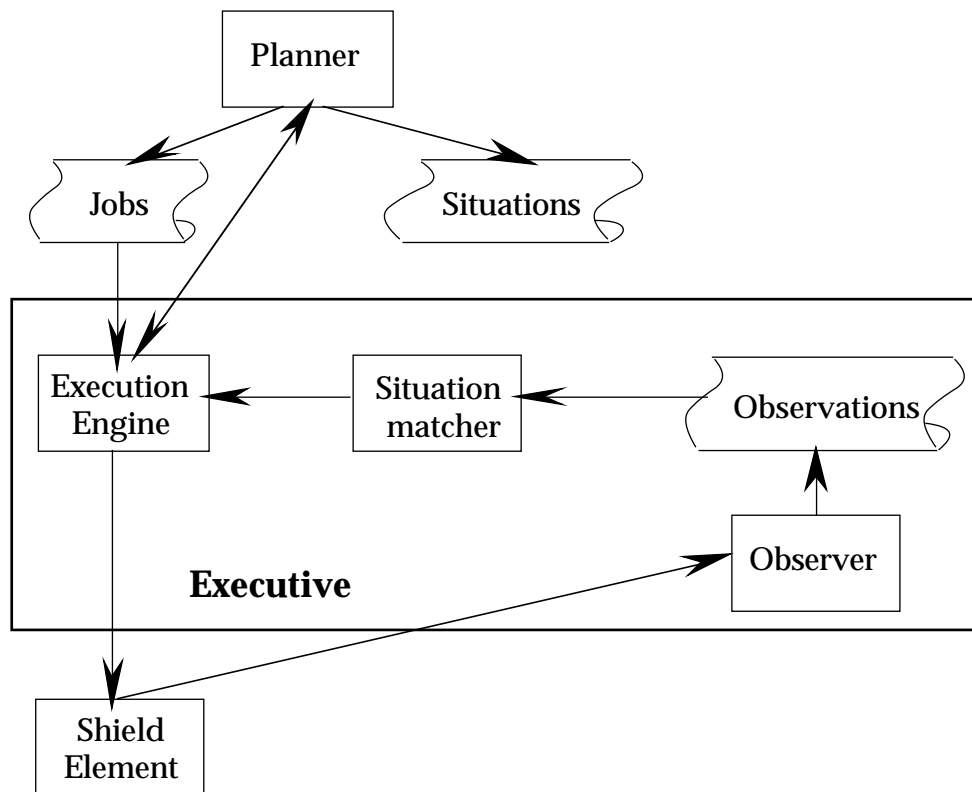 Planner
Jobs
Situations
Execution
Engine
Situation
matcher
Observations
Observer
Executive
Shield
Element